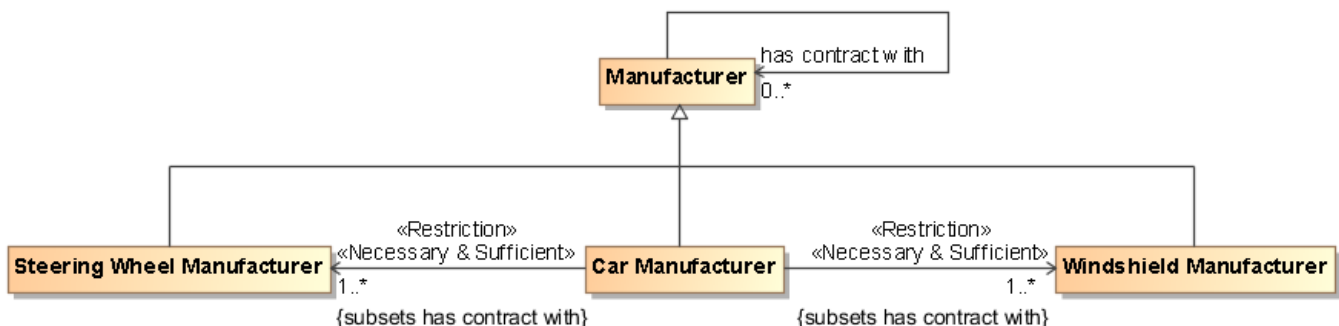 has contract with
Manufacturer
0..*
«Restriction»
«Necessary & Sufficient»
«Restriction»
«Necessary & Sufficient»
Steering Wheel Manufacturer
Car Manufacturer
Windshield Manufacturer
1..*
1..*
{subsets has contract with}
{subsets has contract with}